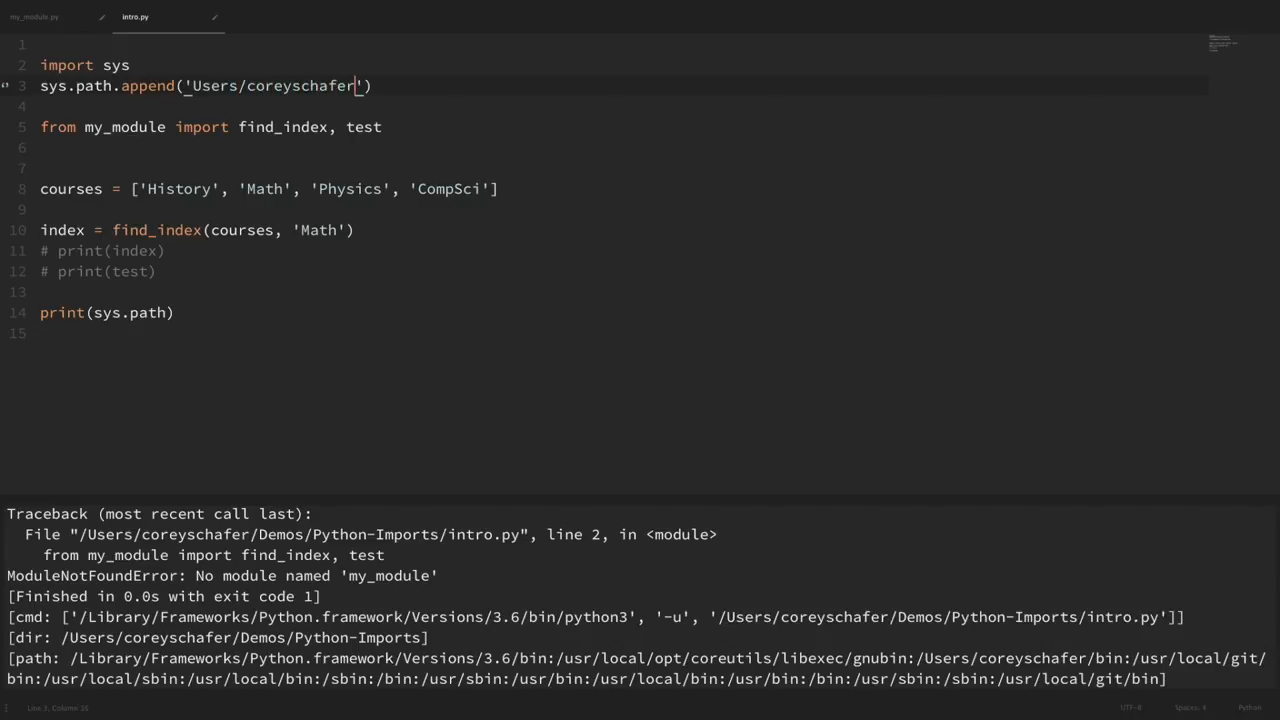 my_module.py
intro.py
1
2 import sys
3 sys.path.append('Users/coreyschafer')
4
5 from my_module import find_index, test
6
7
8 courses = ['History', 'Math', 'Physics', 'CompSci']
9
10 index = find_index(courses, 'Math')
11 # print(index)
12 # print(test)
13
14 print(sys.path)
15
Traceback (most recent call last):
File "/Users/coreyschafer/Demos/Python-Imports/intro.py", line 2, in <module>
from my_module import find_index, test
ModuleNotFoundError: No module named 'my_module'
[Finished in 0.0s with exit code 1]
[cmd: ['/Library/Frameworks/Python.framework/Versions/3.6/bin/python3', '-u', '/Users/coreyschafer/Demos/Python-Imports/intro.py']]
[dir: /Users/coreyschafer/Demos/Python-Imports]
[path: /Library/Frameworks/Python.framework/Versions/3.6/bin:/usr/local/opt/coreutils/libexec/gnubin:/Users/coreyschafer/bin:/usr/local/git/
bin:/usr/local/sbin:/usr/local/bin:/sbin:/bin:/usr/sbin:/usr/bin:/usr/local/bin:/usr/bin:/bin:/usr/sbin:/sbin:/usr/local/git/bin]
Line 3, Column 36 UTF-8 Spaces: 4 Python